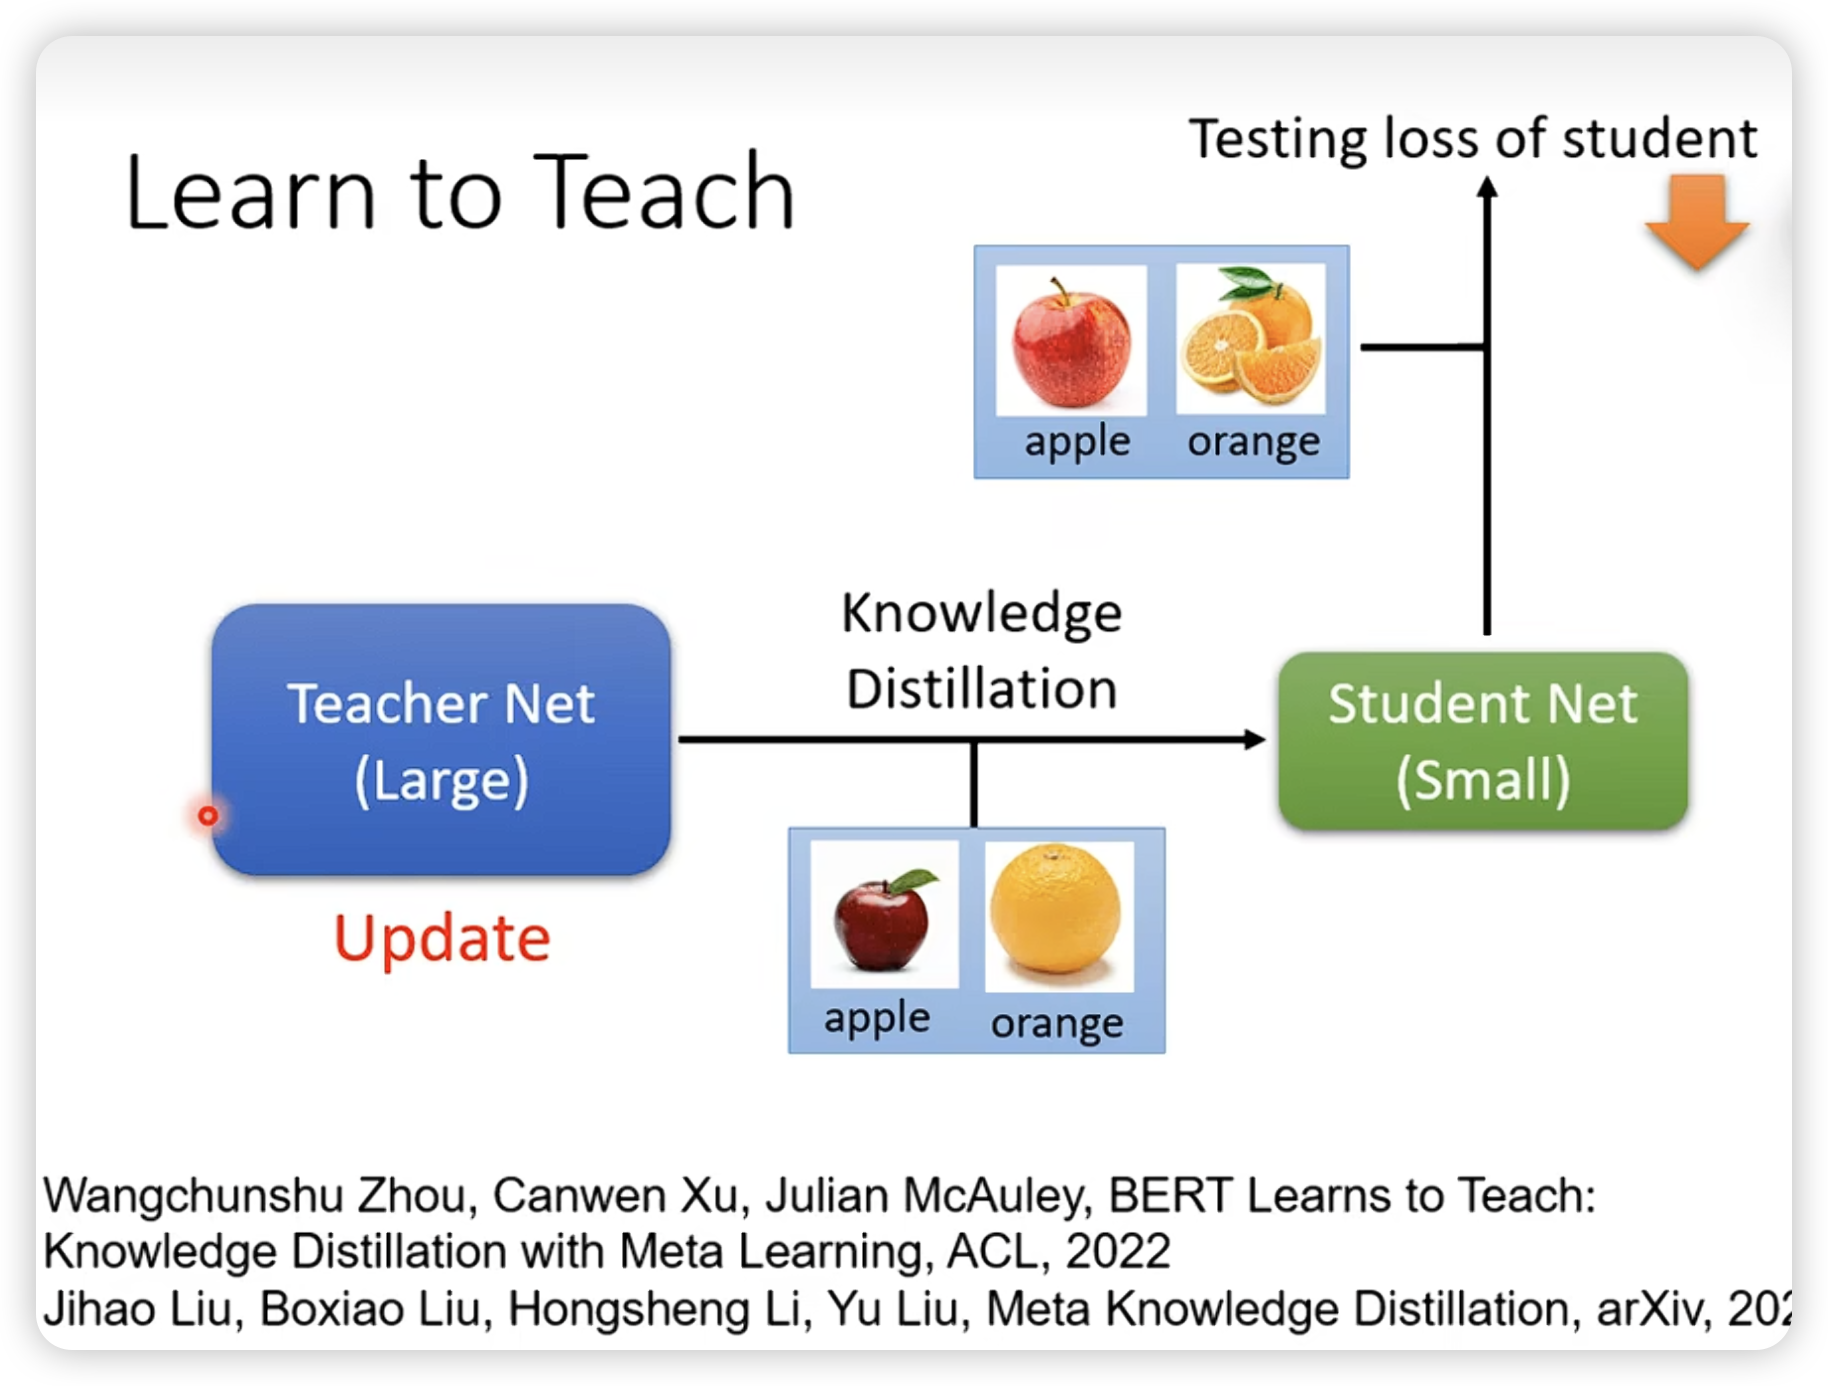 Learn to Teach
Testing loss of student
apple orange
Knowledge
Distillation
Teacher Net
(Large)
Student Net
(Small)
Update
apple orange
Wangchunshu Zhou, Canwen Xu, Julian McAuley, BERT Learns to Teach:
Knowledge Distillation with Meta Learning, ACL, 2022
Jihao Liu, Boxiao Liu, Hongsheng Li, Yu Liu, Meta Knowledge Distillation, arXiv,